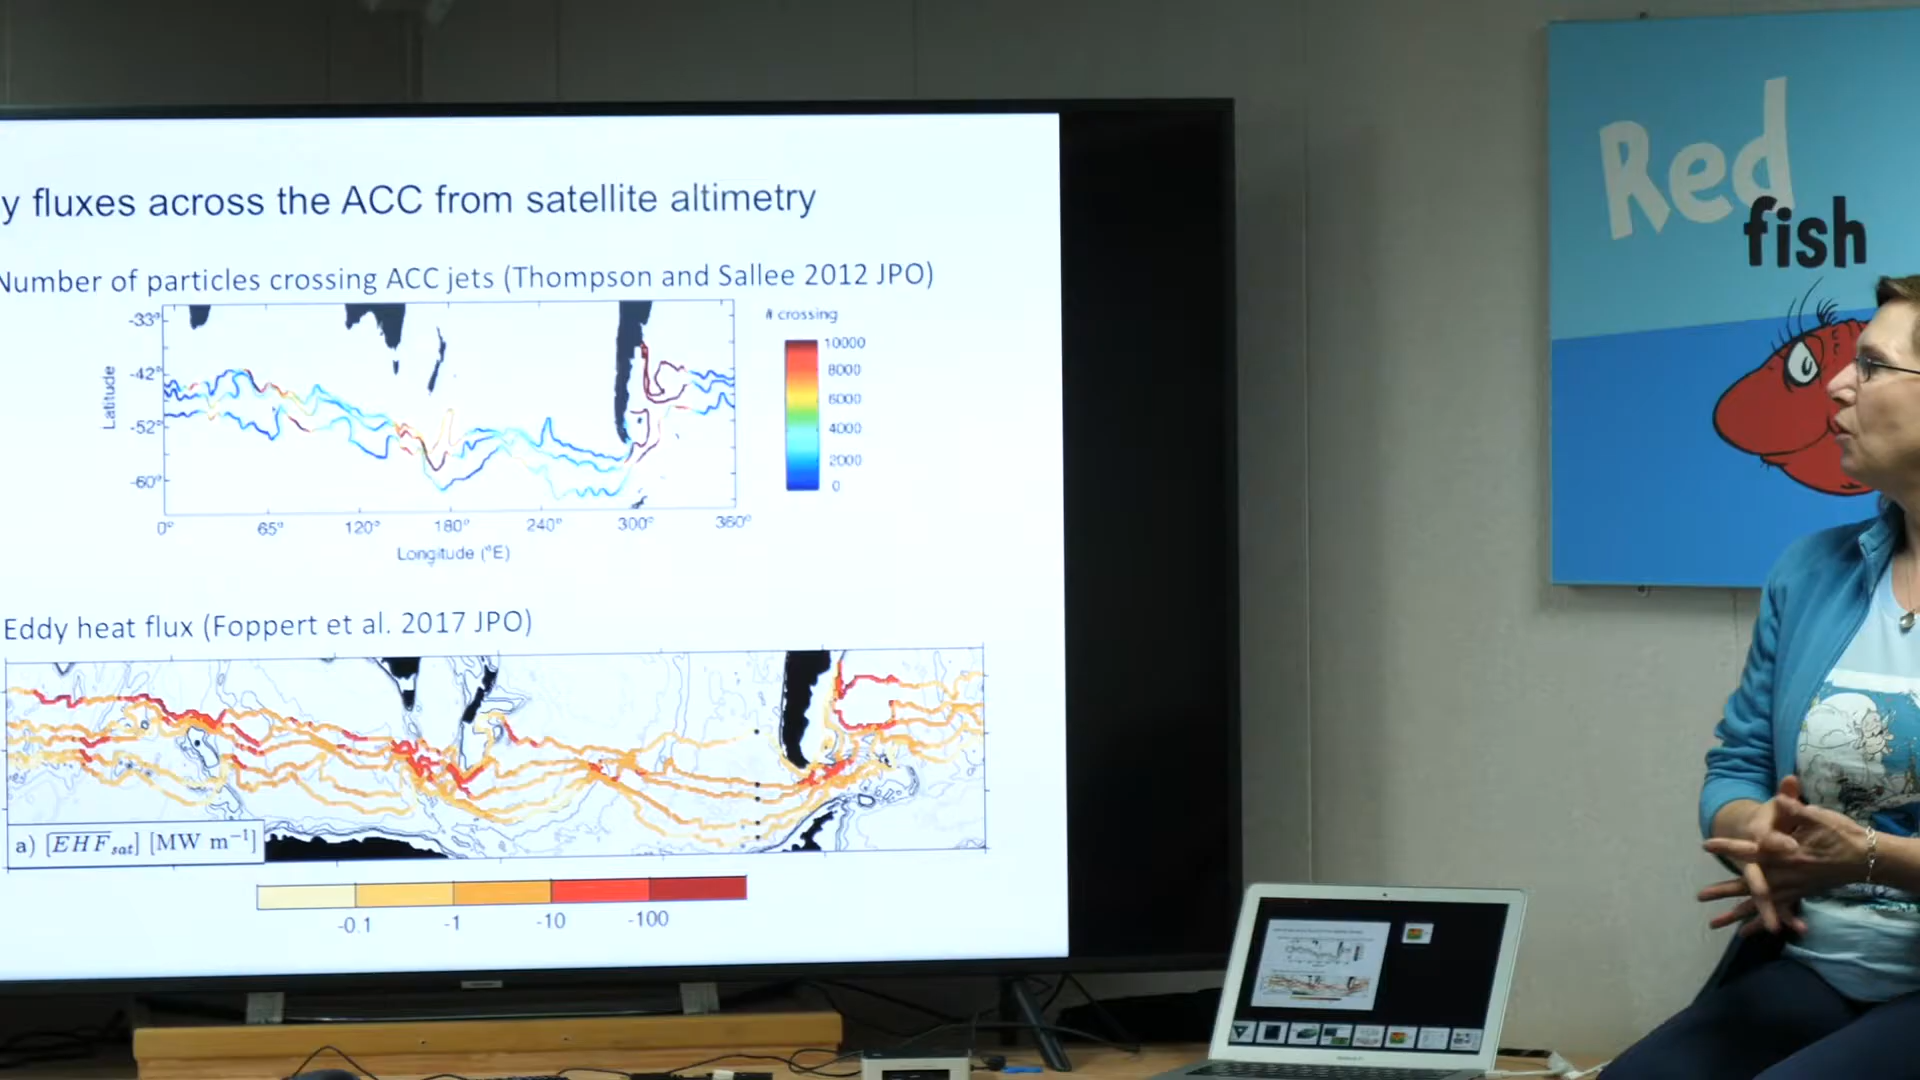 y fluxes across the ACC from satellite altimetry
Number of particles crossing ACC jets (Thompson and Sallee 2012 JPO)
# crossing
10000
8000
6000
4000
2000
0
-33°
-42°
-52°
-60°
Latitude
0° 65° 120° 180° 240° 300° 360°
Longitude (°E)
Eddy heat flux (Foppert et al. 2017 JPO)
a) [EHF_sat] [MW m⁻¹]
-0.1 -1 -10 -100
Red
fish